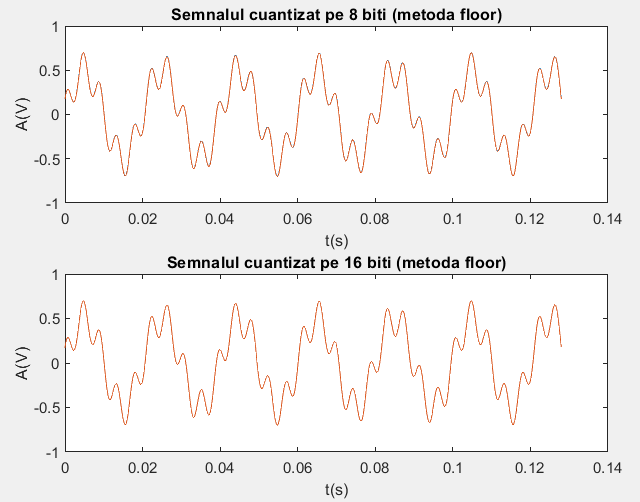 Semnalul cuantizat pe 8 biti (metoda floor)
1
0.5
0
-0.5
-1
A(V)
0 0.02 0.04 0.06 0.08 0.1 0.12 0.14
t(s)
Semnalul cuantizat pe 16 biti (metoda floor)
1
0.5
0
-0.5
-1
A(V)
0 0.02 0.04 0.06 0.08 0.1 0.12 0.14
t(s)